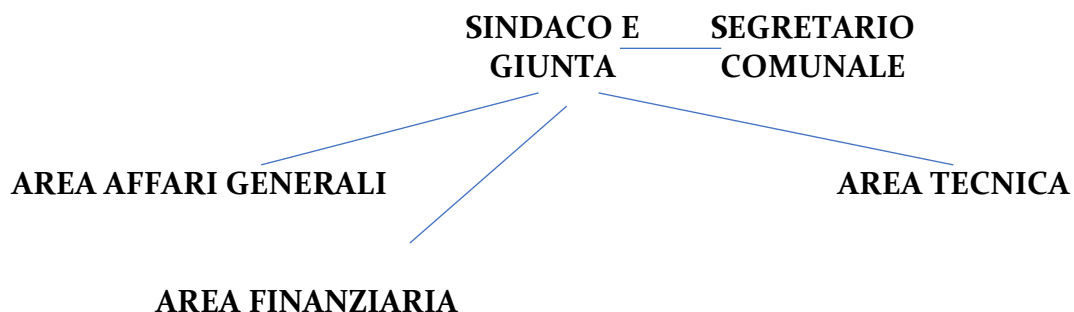 SINDACO E
GIUNTA
SEGRETARIO
COMUNALE
AREA AFFARI GENERALI
AREA TECNICA
AREA FINANZIARIA